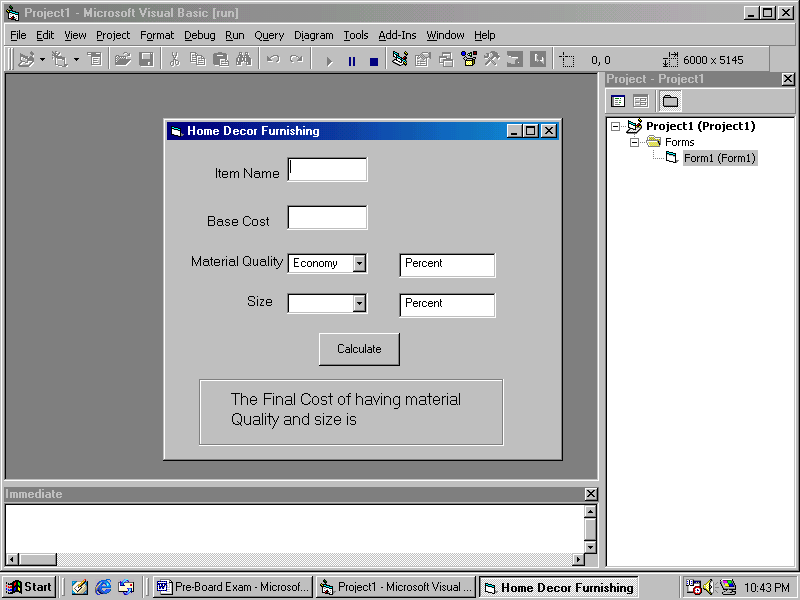 Project1 - Microsoft Visual Basic [run]
File Edit View Project Format Debug Run Query Diagram Tools Add-Ins Window Help
0, 0 6000 x 5145
Project - Project1
Project1 (Project1)
Forms
Form1 (Form1)
Home Decor Furnishing
Item Name
Base Cost
Material Quality Economy Percent
Size Percent
Calculate
The Final Cost of having material
Quality and size is
Immediate
Start Pre-Board Exam - Microsof... Project1 - Microsoft Visual ... Home Decor Furnishing 10:43 PM